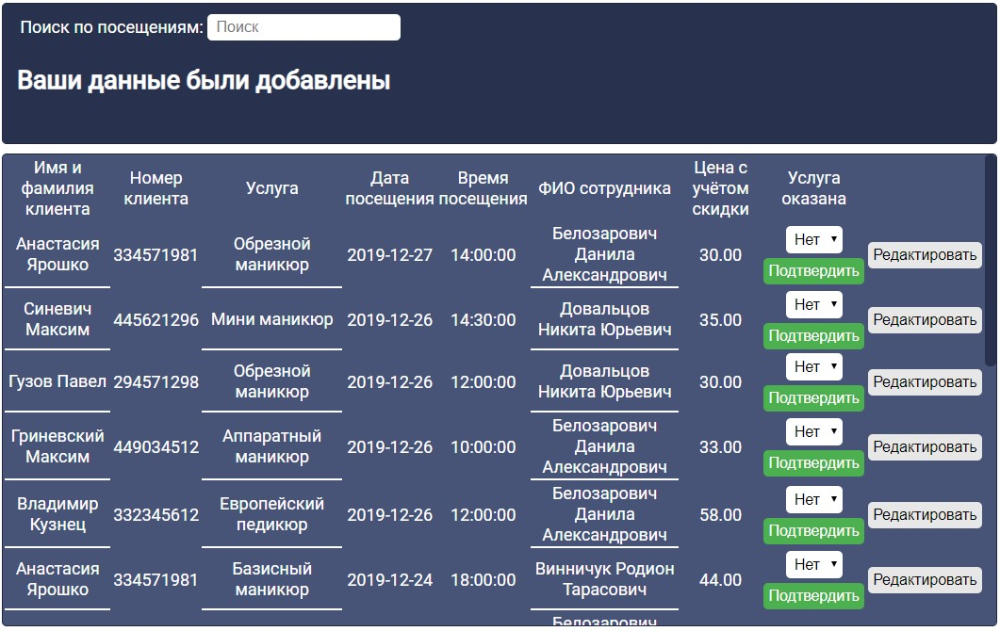 Поиск по посещениям: Поиск
Ваши данные были добавлены
Имя и фамилия клиента Номер клиента Услуга Дата посещения Время посещения ФИО сотрудника Цена с учётом скидки Услуга оказана
Анастасия Ярошко 334571981 Обрезной маникюр 2019-12-27 14:00:00 Белозарович Данила Александрович 30.00 Нет Подтвердить Редактировать
Синевич Максим 445621296 Мини маникюр 2019-12-26 14:30:00 Довальцов Никита Юрьевич 35.00 Нет Подтвердить Редактировать
Гузов Павел 294571298 Обрезной маникюр 2019-12-26 12:00:00 Довальцов Никита Юрьевич 30.00 Нет Подтвердить Редактировать
Гриневский Максим 449034512 Аппаратный маникюр 2019-12-26 10:00:00 Белозарович Данила Александрович 33.00 Нет Подтвердить Редактировать
Владимир Кузнец 332345612 Европейский педикюр 2019-12-26 12:00:00 Белозарович Данила Александрович 58.00 Нет Подтвердить Редактировать
Анастасия Ярошко 334571981 Базисный маникюр 2019-12-24 18:00:00 Винничук Родион Тарасович 44.00 Нет Подтвердить Редактировать
Белозарович